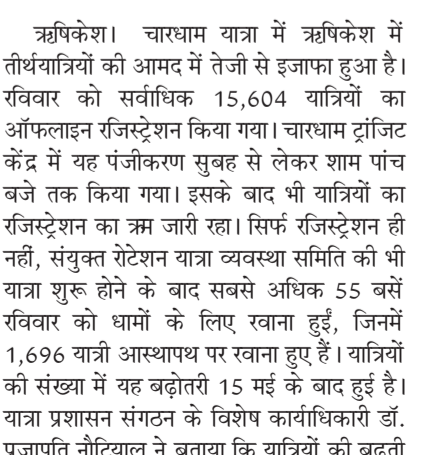 ऋषिकेश। चारधाम यात्रा में ऋषिकेश में
तीर्थयात्रियों की आमद में तेजी से इजाफा हुआ है।
रविवार को सर्वाधिक 15,604 यात्रियों का
ऑफलाइन रजिस्ट्रेशन किया गया। चारधाम ट्रांजिट
केंद्र में यह पंजीकरण सुबह से लेकर शाम पांच
बजे तक किया गया। इसके बाद भी यात्रियों का
रजिस्ट्रेशन का क्रम जारी रहा। सिर्फ रजिस्ट्रेशन ही
नहीं, संयुक्त रोटेशन यात्रा व्यवस्था समिति की भी
यात्रा शुरू होने के बाद सबसे अधिक 55 बसें
रविवार को धामों के लिए रवाना हुईं, जिनमें
1,696 यात्री आस्थापथ पर रवाना हुए हैं। यात्रियों
की संख्या में यह बढ़ोतरी 15 मई के बाद हुई है।
यात्रा प्रशासन संगठन के विशेष कार्याधिकारी डॉ.
प्रजापति नौटियाल ने बताया कि यात्रियों की बढ़ती